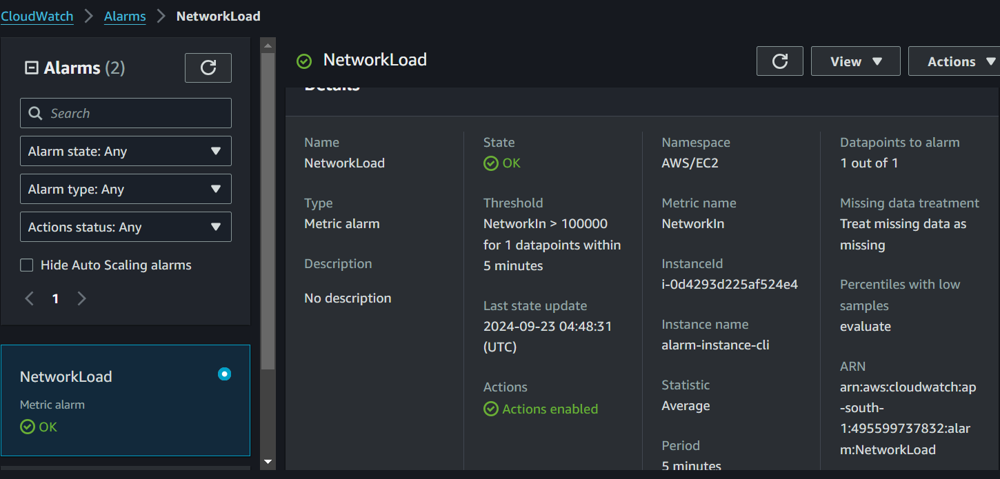 CloudWatch > Alarms > NetworkLoad
Alarms (2)
Search
Alarm state: Any
Alarm type: Any
Actions status: Any
Hide Auto Scaling alarms
1
NetworkLoad
Metric alarm
OK
NetworkLoad
View
Actions
Details
Name
NetworkLoad
Type
Metric alarm
Description
No description
State
OK
Threshold
NetworkIn > 100000
for 1 datapoints within
5 minutes
Last state update
2024-09-23 04:48:31
(UTC)
Actions
Actions enabled
Namespace
AWS/EC2
Metric name
NetworkIn
InstanceId
i-0d4293d225af524e4
Instance name
alarm-instance-cli
Statistic
Average
Period
5 minutes
Datapoints to alarm
1 out of 1
Missing data treatment
Treat missing data as
missing
Percentiles with low
samples
evaluate
ARN
arn:aws:cloudwatch:ap
-south-
1:495599737832:alar
m:NetworkLoad